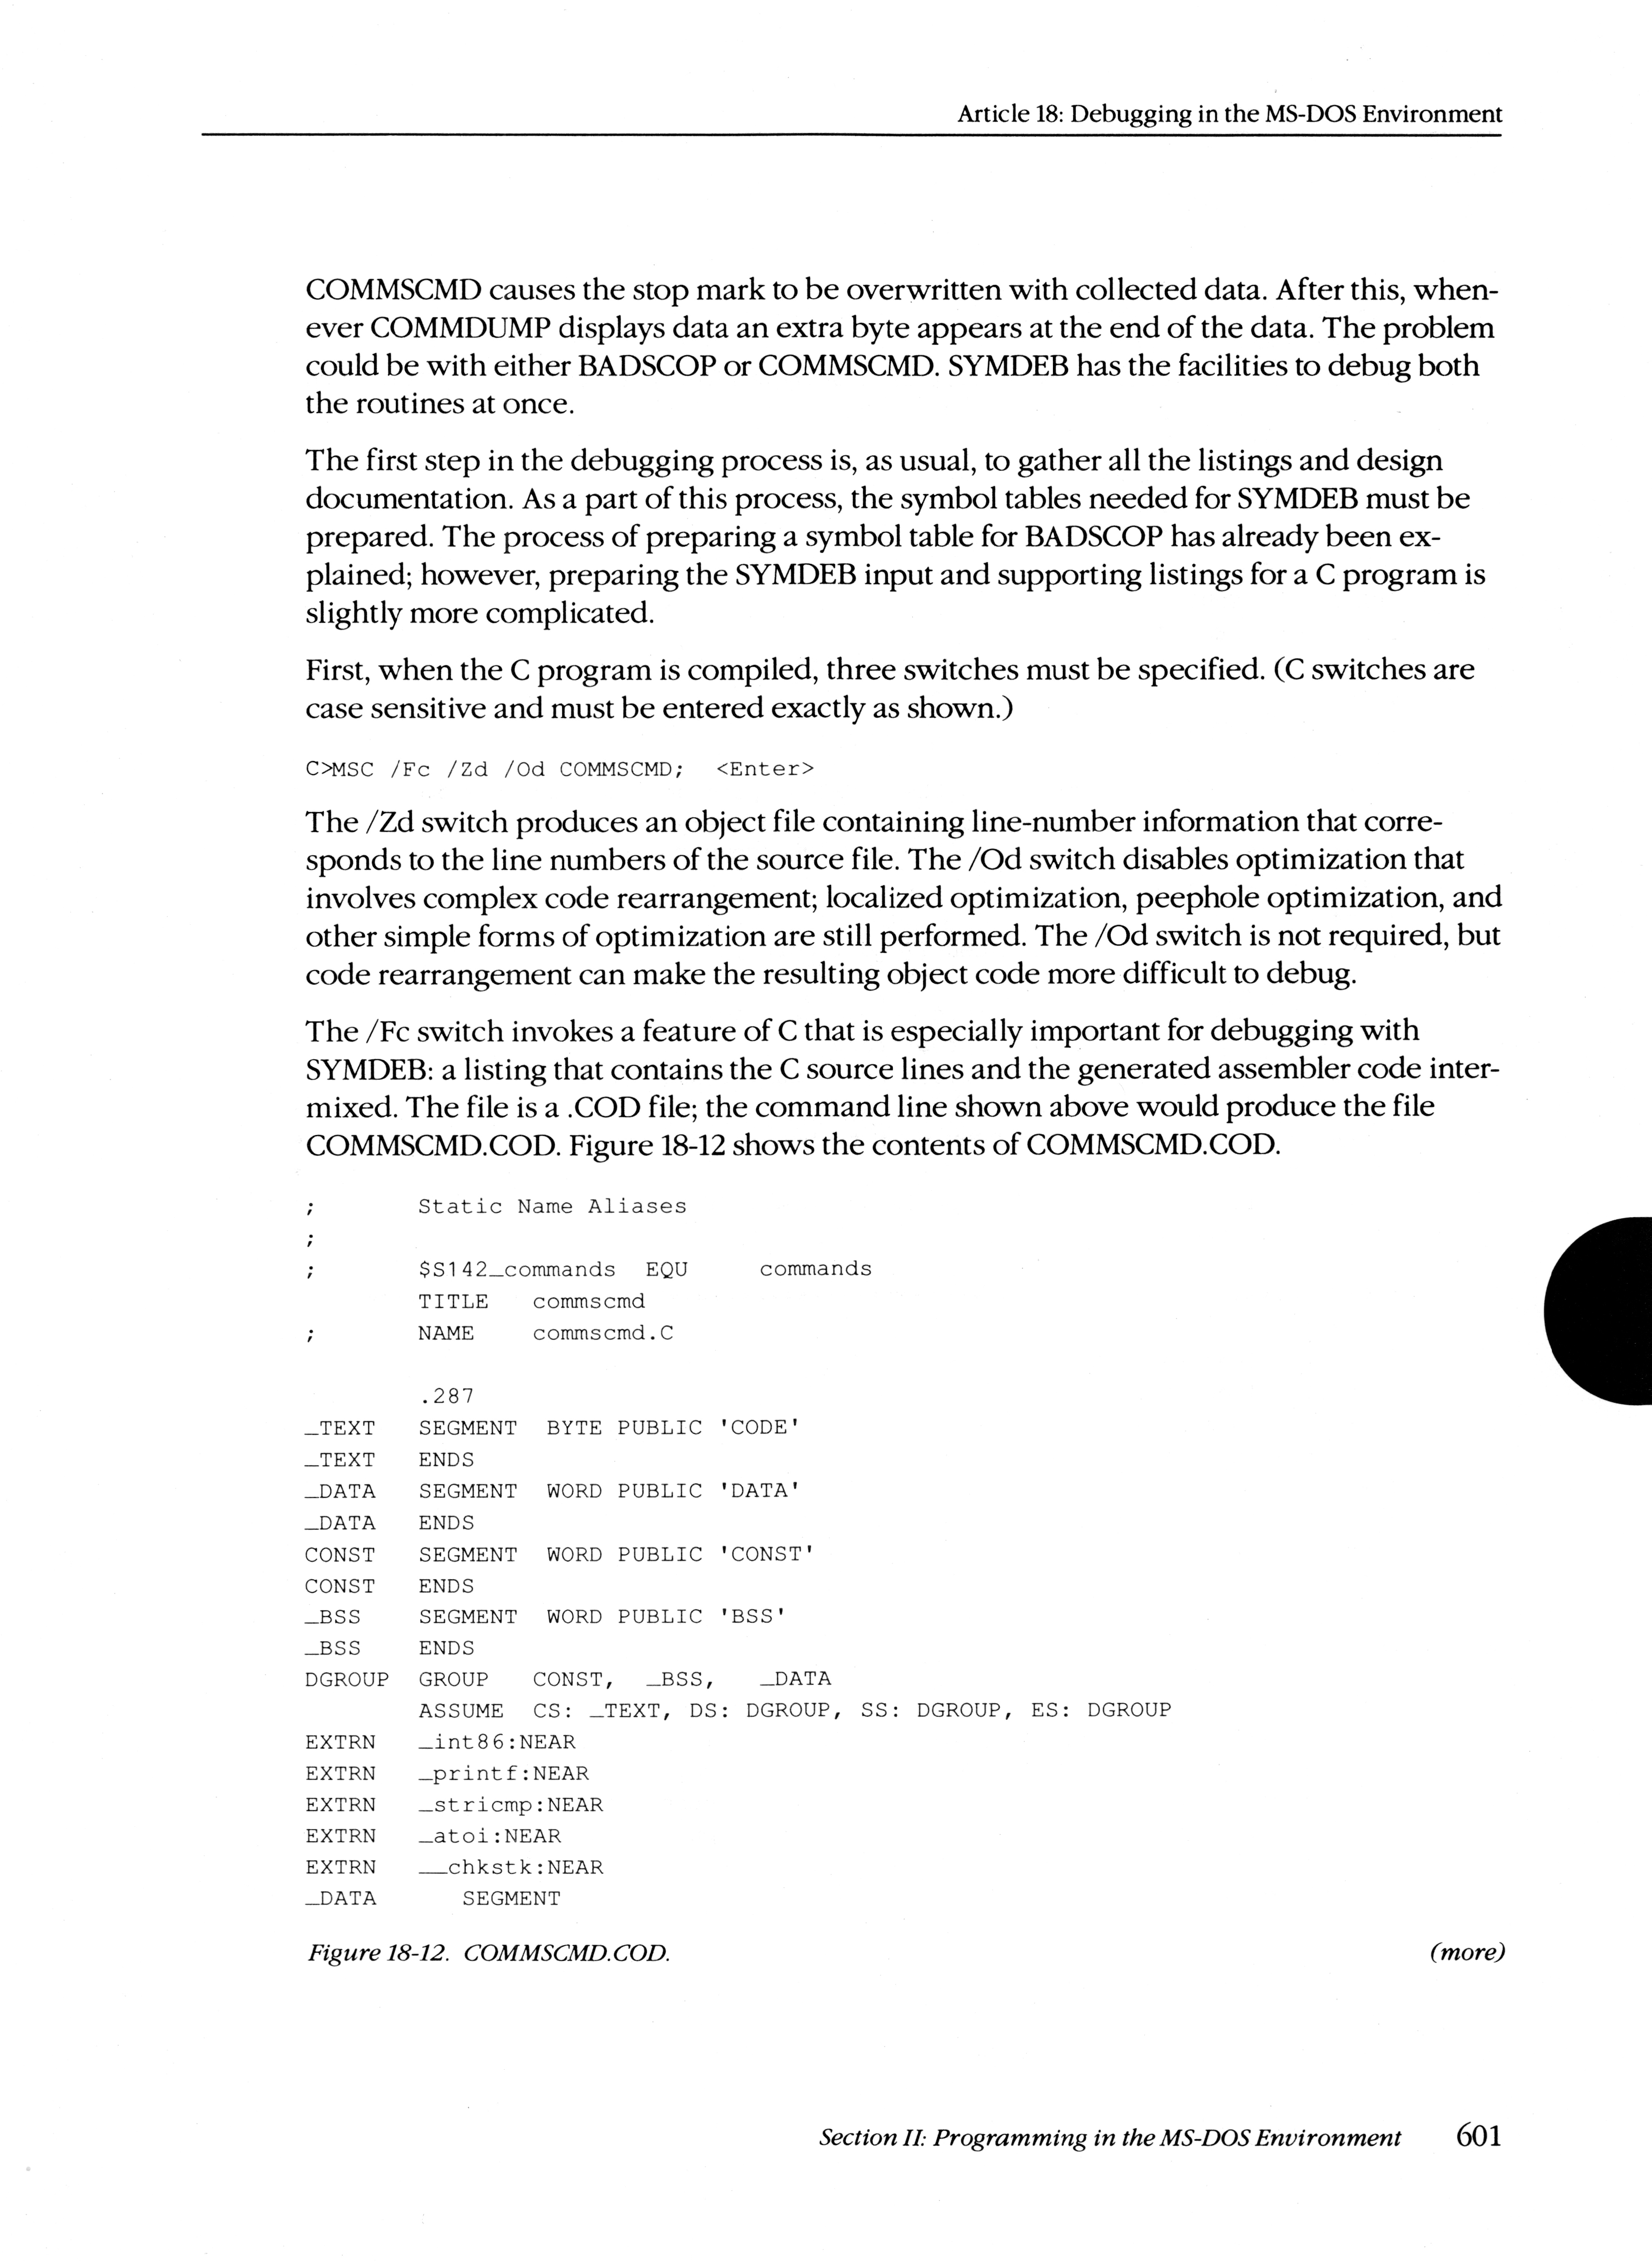 Article 18: Debugging in the MS-DOS Environment
COMMSCMD causes the stop mark to be overwritten with collected data. After this, when-
ever COMMDUMP displays data an extra byte appears at the end of the data. The problem
could be with either BADSCOP or COMMSCMD. SYMDEB has the facilities to debug both
the routines at once.
The first step in the debugging process is, as usual, to gather all the listings and design
documentation. As a part of this process, the symbol tables needed for SYMDEB must be
prepared. The process of preparing a symbol table for BADSCOP has already been ex-
plained; however, preparing the SYMDEB input and supporting listings for a C program is
slightly more complicated.
First, when the C program is compiled, three switches must be specified. (C switches are
case sensitive and must be entered exactly as shown.)
C>MSC /Fc /Zd /Od COMMSCMD;  <Enter>
The /Zd switch produces an object file containing line-number information that corre-
sponds to the line numbers of the source file. The /Od switch disables optimization that
involves complex code rearrangement; localized optimization, peephole optimization, and
other simple forms of optimization are still performed. The /Od switch is not required, but
code rearrangement can make the resulting object code more difficult to debug.
The /Fc switch invokes a feature of C that is especially important for debugging with
SYMDEB: a listing that contains the C source lines and the generated assembler code inter-
mixed. The file is a .COD file; the command line shown above would produce the file
COMMSCMD.COD. Figure 18-12 shows the contents of COMMSCMD.COD.
;       Static Name Aliases
;
;       $S142_commands  EQU     commands
        TITLE   commscmd
;       NAME    commscmd.C
        .287
_TEXT   SEGMENT  BYTE PUBLIC 'CODE'
_TEXT   ENDS
_DATA   SEGMENT  WORD PUBLIC 'DATA'
_DATA   ENDS
CONST   SEGMENT  WORD PUBLIC 'CONST'
CONST   ENDS
_BSS    SEGMENT  WORD PUBLIC 'BSS'
_BSS    ENDS
DGROUP  GROUP   CONST,  _BSS,   _DATA
        ASSUME  CS: _TEXT, DS: DGROUP, SS: DGROUP, ES: DGROUP
EXTRN   _int86:NEAR
EXTRN   _printf:NEAR
EXTRN   _stricmp:NEAR
EXTRN   _atoi:NEAR
EXTRN   __chkstk:NEAR
_DATA      SEGMENT
Figure 18-12. COMMSCMD.COD. (more)
Section II: Programming in the MS-DOS Environment 601